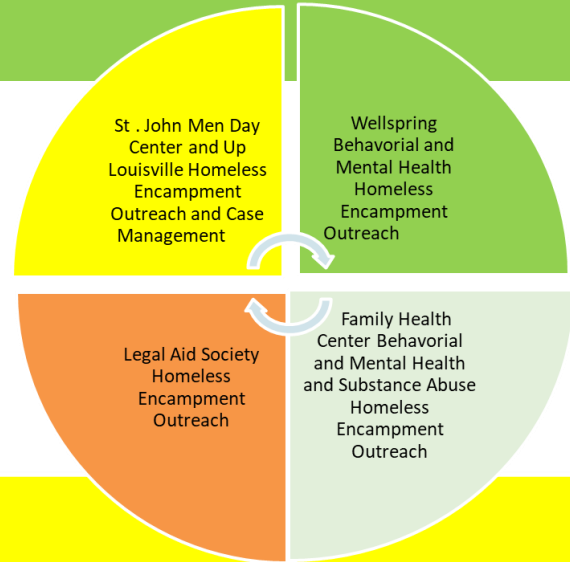 St . John Men Day
Center and Up
Louisville Homeless
Encampment
Outreach and Case
Management
Wellspring
Behavorial and
Mental Health
Homeless
Encampment
Outreach
Legal Aid Society
Homeless
Encampment
Outreach
Family Health
Center Behavorial
and Mental Health
and Substance Abuse
Homeless
Encampment
Outreach